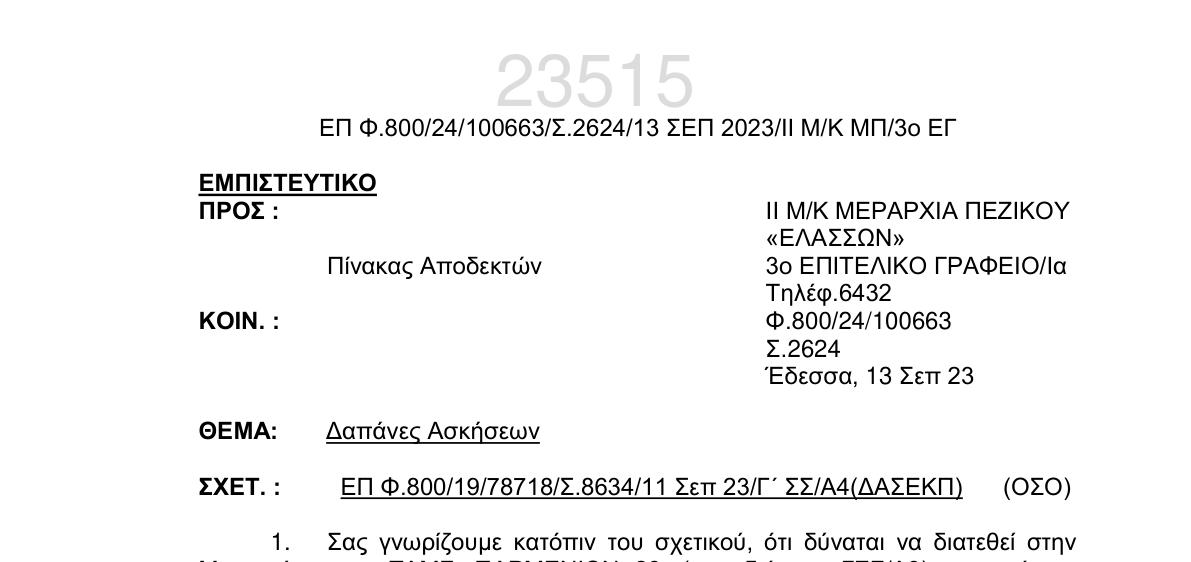 23515
ΕΠ Φ.800/24/100663/Σ.2624/13 ΣΕΠ 2023/ΙΙ Μ/Κ ΜΠ/3ο ΕΓ
ΕΜΠΙΣΤΕΥΤΙΚΟ
ΠΡΟΣ : ΙΙ Μ/Κ ΜΕΡΑΡΧΙΑ ΠΕΖΙΚΟΥ
«ΕΛΑΣΣΩΝ»
Πίνακας Αποδεκτών 3ο ΕΠΙΤΕΛΙΚΟ ΓΡΑΦΕΙΟ/Ια
Τηλέφ.6432
ΚΟΙΝ. : Φ.800/24/100663
Σ.2624
Έδεσσα, 13 Σεπ 23
ΘΕΜΑ: Δαπάνες Ασκήσεων
ΣΧΕΤ. : ΕΠ Φ.800/19/78718/Σ.8634/11 Σεπ 23/Γ΄ ΣΣ/Α4(ΔΑΣΕΚΠ) (ΟΣΟ)
1. Σας γνωρίζουμε κατόπιν του σχετικού, ότι δύναται να διατεθεί στην